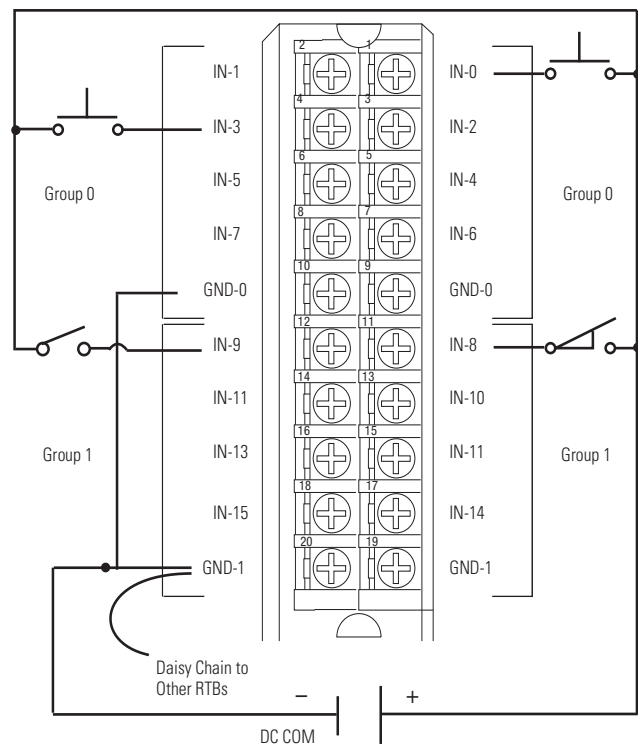 2 1
IN-1 IN-0
4 3
IN-3 IN-2
6 5
IN-5 IN-4
Group 0 Group 0
8 7
IN-7 IN-6
10 9
GND-0 GND-0
12 11
IN-9 IN-8
14 13
IN-11 IN-10
16 15
Group 1 IN-13 IN-11 Group 1
18 17
IN-15 IN-14
20 19
GND-1 GND-1
Daisy Chain to
Other RTBs
– +
DC COM